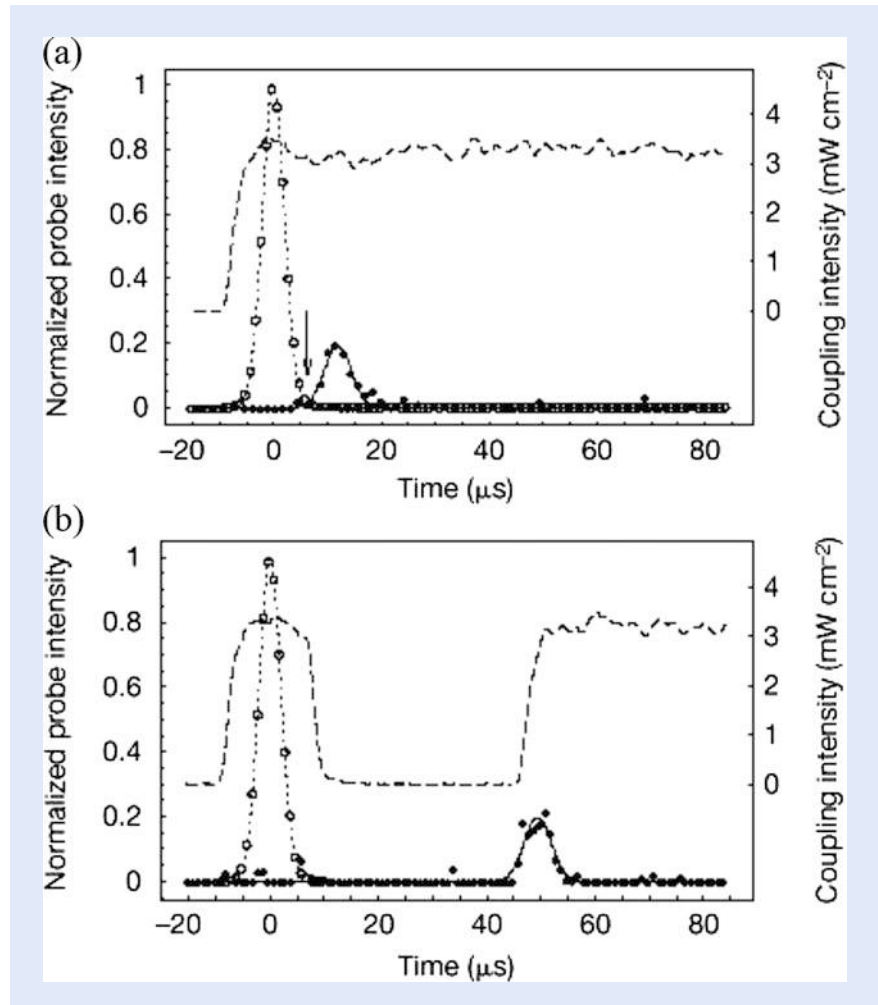 (a)
Normalized probe intensity
1
0.8
0.6
0.4
0.2
0
4
3
2
1
0
Coupling intensity (mW cm⁻²)
−20 0 20 40 60 80
Time (μs)
(b)
Normalized probe intensity
1
0.8
0.6
0.4
0.2
0
4
3
2
1
0
Coupling intensity (mW cm⁻²)
−20 0 20 40 60 80
Time (μs)